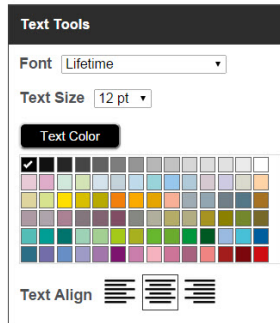 Text Tools
Font Lifetime
Text Size 12 pt
Text Color
Text Align